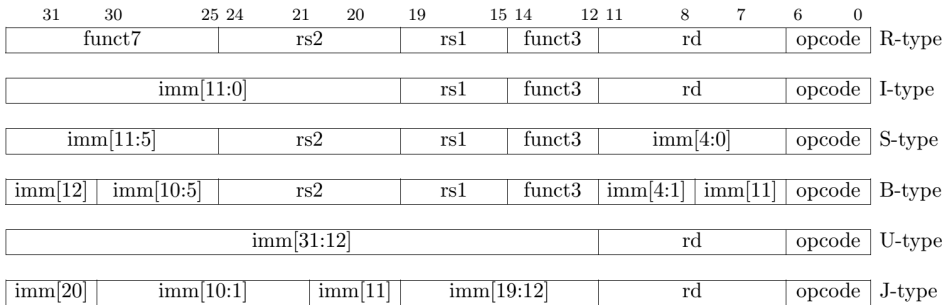 31 30 25 24 21 20 19 15 14 12 11 8 7 6 0
funct7 rs2 rs1 funct3 rd opcode R-type
imm[11:0] rs1 funct3 rd opcode I-type
imm[11:5] rs2 rs1 funct3 imm[4:0] opcode S-type
imm[12] imm[10:5] rs2 rs1 funct3 imm[4:1] imm[11] opcode B-type
imm[31:12] rd opcode U-type
imm[20] imm[10:1] imm[11] imm[19:12] rd opcode J-type